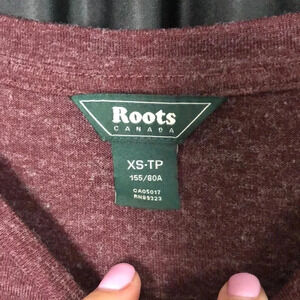 Roots
CANADA
XS·TP
155/80A
CA05017
RN89323